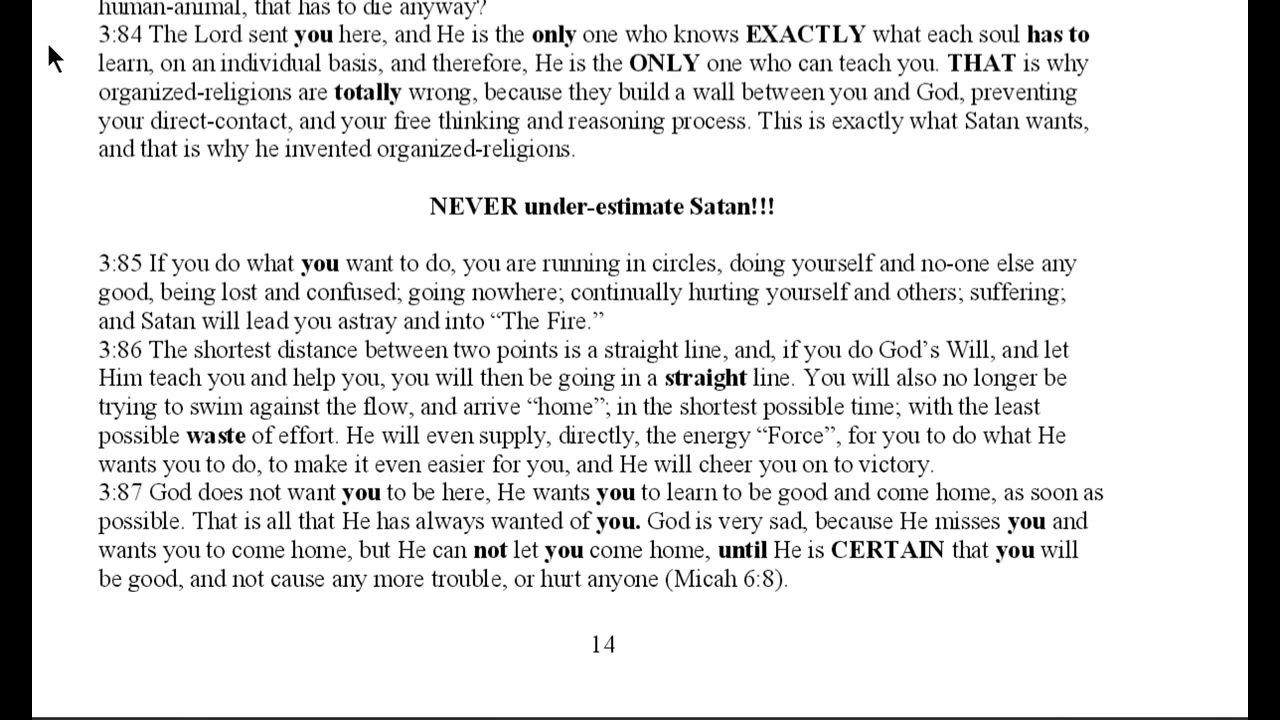 human-animal, that has to die anyway?
3:84 The Lord sent you here, and He is the only one who knows EXACTLY what each soul has to
learn, on an individual basis, and therefore, He is the ONLY one who can teach you. THAT is why
organized-religions are totally wrong, because they build a wall between you and God, preventing
your direct-contact, and your free thinking and reasoning process. This is exactly what Satan wants,
and that is why he invented organized-religions.
NEVER under-estimate Satan!!!
3:85 If you do what you want to do, you are running in circles, doing yourself and no-one else any
good, being lost and confused; going nowhere; continually hurting yourself and others; suffering;
and Satan will lead you astray and into “The Fire.”
3:86 The shortest distance between two points is a straight line, and, if you do God’s Will, and let
Him teach you and help you, you will then be going in a straight line. You will also no longer be
trying to swim against the flow, and arrive “home”; in the shortest possible time; with the least
possible waste of effort. He will even supply, directly, the energy “Force”, for you to do what He
wants you to do, to make it even easier for you, and He will cheer you on to victory.
3:87 God does not want you to be here, He wants you to learn to be good and come home, as soon as
possible. That is all that He has always wanted of you. God is very sad, because He misses you and
wants you to come home, but He can not let you come home, until He is CERTAIN that you will
be good, and not cause any more trouble, or hurt anyone (Micah 6:8).
14